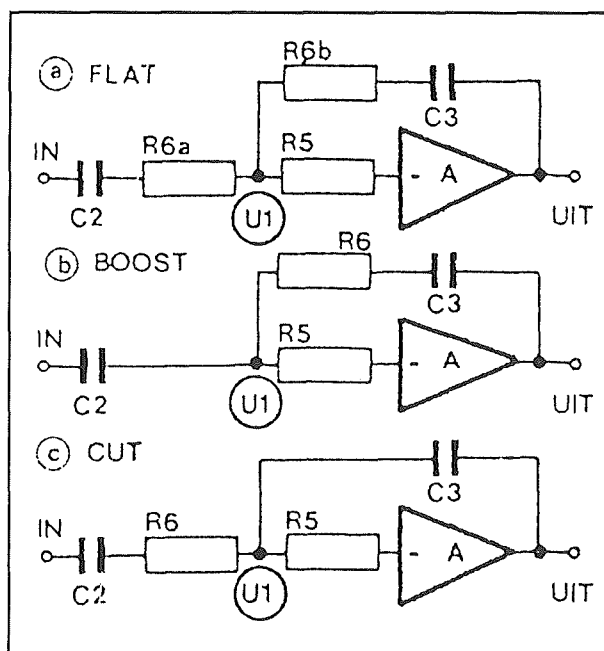 a FLAT
R6b
C3
IN
R6a
R5
- A
C2
U1
UIT
b BOOST
R6
C3
IN
R5
- A
C2
U1
UIT
c CUT
C3
IN
R6
R5
- A
C2
U1
UIT